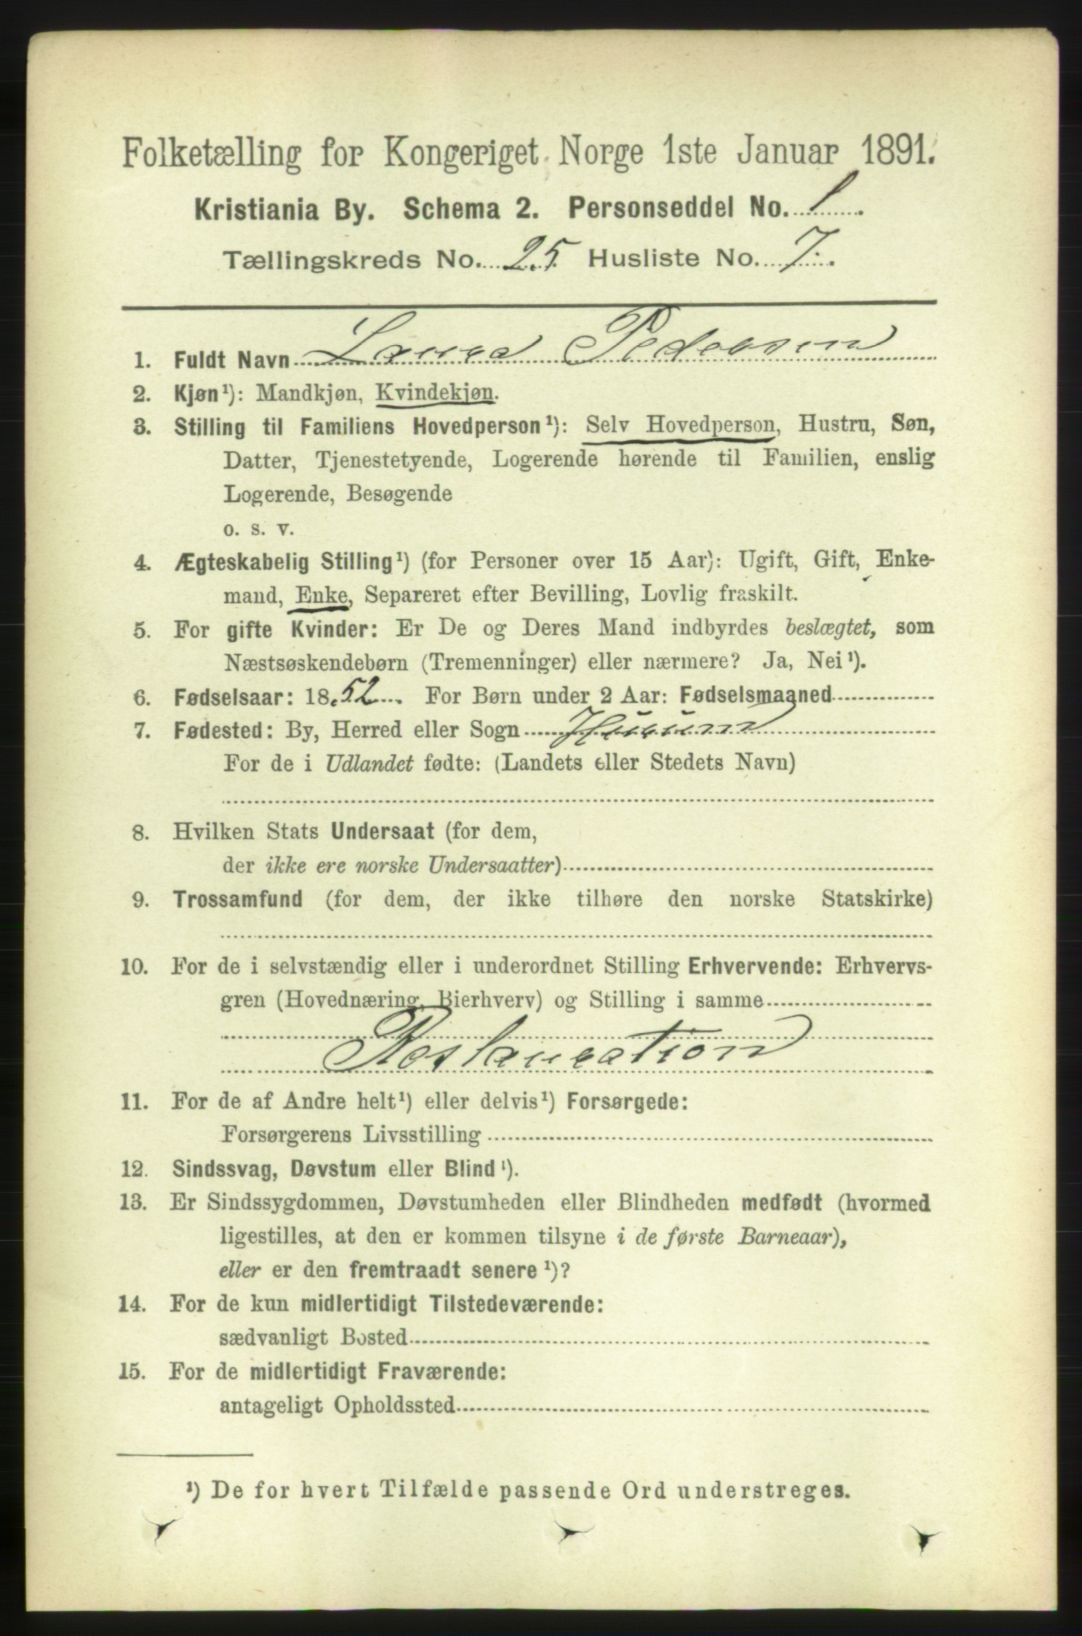 Folketælling for Kongeriget Norge 1ste Januar 1891.
Kristiania By. Schema 2. Personseddel No. 1.
Tællingskreds No. 25 Husliste No. 7.
1. Fuldt Navn Laura Pedersen
2. Kjøn¹): Mandkjøn, Kvindekjøn.
3. Stilling til Familiens Hovedperson¹): Selv Hovedperson, Hustru, Søn,
Datter, Tjenestetyende, Logerende hørende til Familien, enslig
Logerende, Besøgende
o. s. v.
4. Ægteskabelig Stilling¹) (for Personer over 15 Aar): Ugift, Gift, Enke-
mand, Enke, Separeret efter Bevilling, Lovlig fraskilt.
5. For gifte Kvinder: Er De og Deres Mand indbyrdes beslægtet, som
Næstsøskendebørn (Tremenninger) eller nærmere? Ja, Nei¹).
6. Fødselsaar: 1852. For Børn under 2 Aar: Fødselsmaaned
7. Fødested: By, Herred eller Sogn Hurum
For de i Udlandet fødte: (Landets eller Stedets Navn)
8. Hvilken Stats Undersaat (for dem,
der ikke ere norske Undersaatter)
9. Trossamfund (for dem, der ikke tilhøre den norske Statskirke)
10. For de i selvstændig eller i underordnet Stilling Erhvervende: Erhvervs-
gren (Hovednæring, Bierhverv) og Stilling i samme
Restauration
11. For de af Andre helt¹) eller delvis¹) Forsørgede:
Forsørgerens Livsstilling
12. Sindssvag, Døvstum eller Blind¹).
13. Er Sindssygdommen, Døvstumheden eller Blindheden medfødt (hvormed
ligestilles, at den er kommen tilsyne i de første Barneaar),
eller er den fremtraadt senere¹)?
14. For de kun midlertidigt Tilstedeværende:
sædvanligt Bosted
15. For de midlertidigt Fraværende:
antageligt Opholdssted
¹) De for hvert Tilfælde passende Ord understreges.